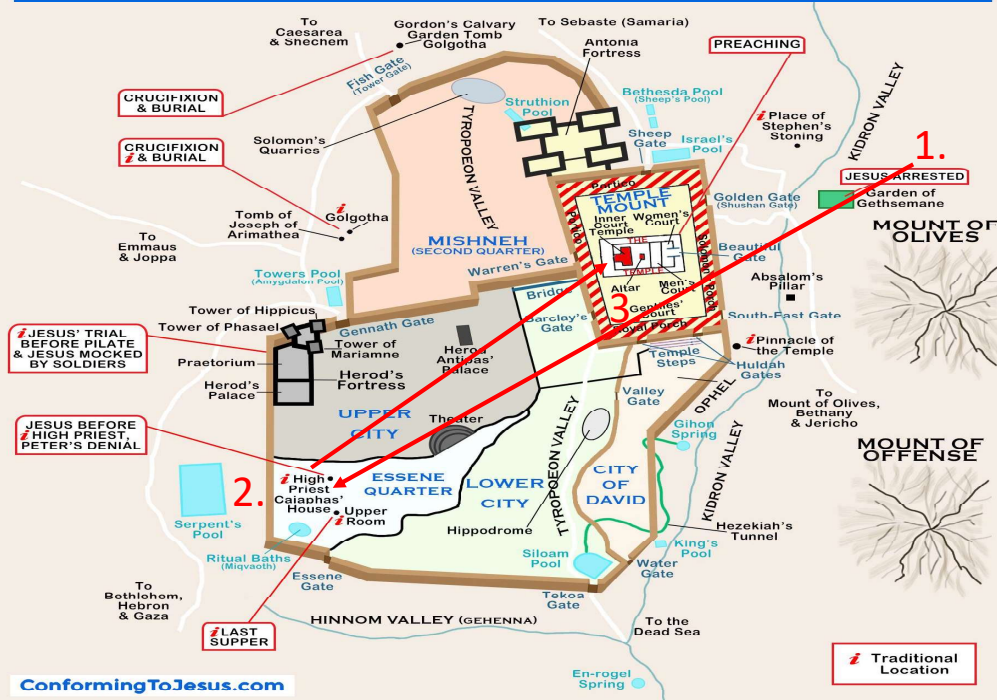 To
Caesarea
& Shechem
Gordon's Calvary
Garden Tomb
Golgotha
To Sebaste (Samaria)
Antonia
Fortress
PREACHING
Fish Gate
(Tower Gate)
CRUCIFIXION
& BURIAL
Struthion
Pool
Bethesda Pool
(Sheep's Pool)
i Place of
Stephen's
Stoning
KIDRON VALLEY
CRUCIFIXION
i & BURIAL
Solomon's
Quarries
TYROPOEON VALLEY
Sheep
Gate
Israel's
Pool
1.
JESUS ARRESTED
Garden of
Gethsemane
Portico
TEMPLE
MOUNT
Golden Gate
(Shushan Gate)
Inner
Court
Women's
Court
Temple
Portico
THE
TEMPLE
Solomon's Porch
Tomb of
Joseph of
Arimathea
i
Golgotha
MOUNT OF
OLIVES
To
Emmaus
& Joppa
MISHNEH
(SECOND QUARTER)
Beautiful
Gate
Warren's Gate
Towers Pool
(Amygdalon Pool)
Altar
Men's
Court
Absalom's
Pillar
Bridge
3
Gentiles'
Court
Royal Porch
Barclay's
Gate
South-East Gate
Tower of Hippicus
Tower of Phasael
Gennath Gate
i JESUS' TRIAL
BEFORE PILATE
& JESUS MOCKED
BY SOLDIERS
Tower of
Mariamne
Herod
Antipas'
Palace
i Pinnacle of
the Temple
Temple
Steps
Huldah
Gates
Praetorium
Herod's
Fortress
Herod's
Palace
Valley
Gate
OPHEL
To
Mount of Olives,
Bethany
& Jericho
UPPER
CITY
Theater
JESUS BEFORE
i HIGH PRIEST,
PETER'S DENIAL
Gihon
Spring
MOUNT OF
OFFENSE
KIDRON VALLEY
TYROPOEON VALLEY
2.
i High
Priest
Caiaphas'
House
ESSENE
QUARTER
LOWER
CITY
CITY
OF
DAVID
Upper
i Room
Serpent's
Pool
Hippodrome
Hezekiah's
Tunnel
Ritual Baths
(Miqvaoth)
King's
Pool
Siloam
Pool
Water
Gate
Essene
Gate
Tekoa
Gate
To
Bethlehem,
Hebron
& Gaza
HINNOM VALLEY (GEHENNA)
To the
Dead Sea
i LAST
SUPPER
En-rogel
Spring
i Traditional
Location
ConformingToJesus.com